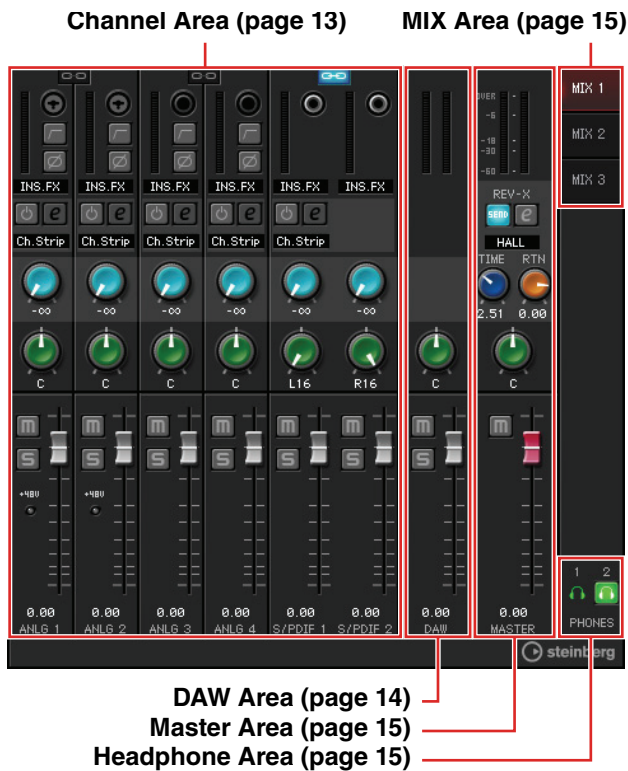 Channel Area (page 13) MIX Area (page 15)
OVER
-6
-18
-30
-60
MIX 1
MIX 2
MIX 3
INS.FX INS.FX INS.FX INS.FX INS.FX INS.FX
REV-X
SEND e
e e e e e
Ch.Strip Ch.Strip Ch.Strip Ch.Strip Ch.Strip
HALL
TIME RTN
2.51 0.00
-∞ -∞ -∞ -∞ -∞ -∞
C C C C L16 R16 C C
m m m m m m m m
S S S S S S S
+48V +48V
0.00 0.00 0.00 0.00 0.00 0.00 0.00 0.00
ANLG 1 ANLG 2 ANLG 3 ANLG 4 S/PDIF 1 S/PDIF 2 DAW MASTER
1 2
PHONES
steinberg
DAW Area (page 14)
Master Area (page 15)
Headphone Area (page 15)